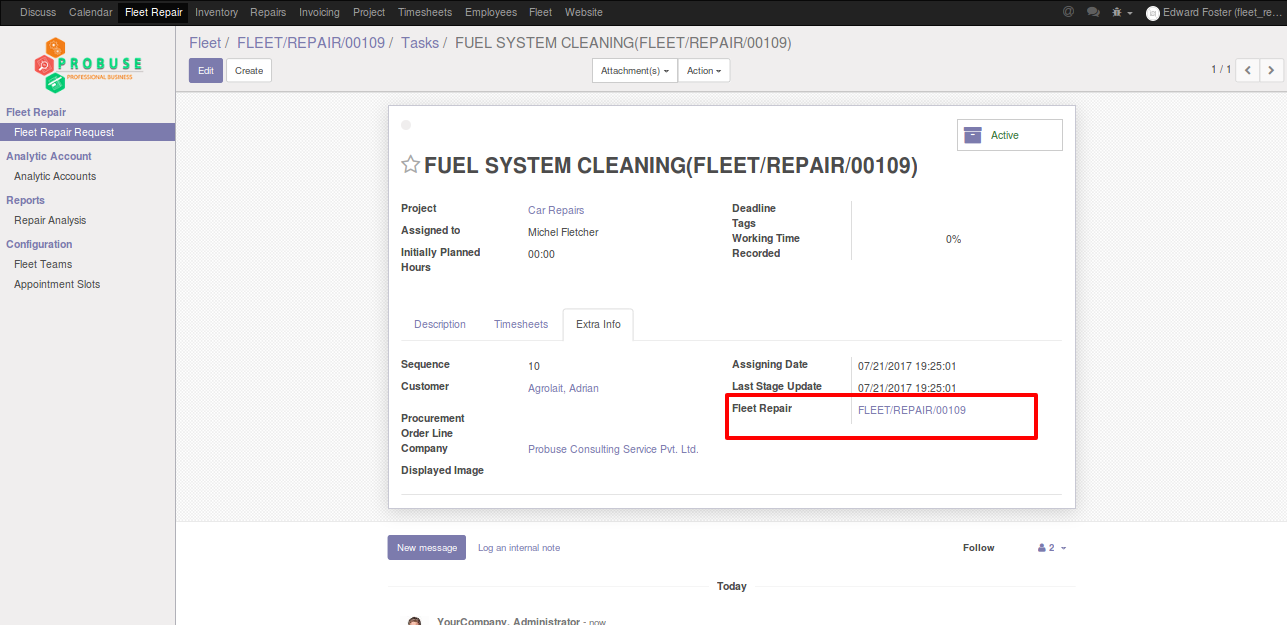 Discuss Calendar Fleet Repair Inventory Repairs Invoicing Project Timesheets Employees Fleet Website @ Edward Foster (fleet_re...
PROBUSE
PROFESSIONAL BUSINESS
Fleet Repair
Fleet Repair Request
Analytic Account
Analytic Accounts
Reports
Repair Analysis
Configuration
Fleet Teams
Appointment Slots
Fleet / FLEET/REPAIR/00109 / Tasks / FUEL SYSTEM CLEANING(FLEET/REPAIR/00109)
Edit Create Attachment(s) Action 1 / 1
Active
FUEL SYSTEM CLEANING(FLEET/REPAIR/00109)
Project Car Repairs
Assigned to Michel Fletcher
Initially Planned Hours 00:00
Deadline
Tags
Working Time Recorded 0%
Description Timesheets Extra Info
Sequence 10
Customer Agrolait, Adrian
Procurement
Order Line
Company Probuse Consulting Service Pvt. Ltd.
Displayed Image
Assigning Date 07/21/2017 19:25:01
Last Stage Update 07/21/2017 19:25:01
Fleet Repair FLEET/REPAIR/00109
New message Log an internal note Follow 2
Today
YourCompany, Administrator - now